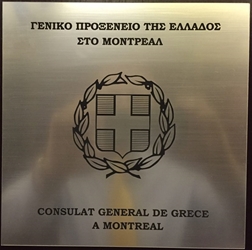 ΓΕΝΙΚΟ ΠΡΟΞΕΝΕΙΟ ΤΗΣ ΕΛΛΑΔΟΣ
ΣΤΟ ΜΟΝΤΡΕΑΛ
CONSULAT GENERAL DE GRECE
A MONTREAL